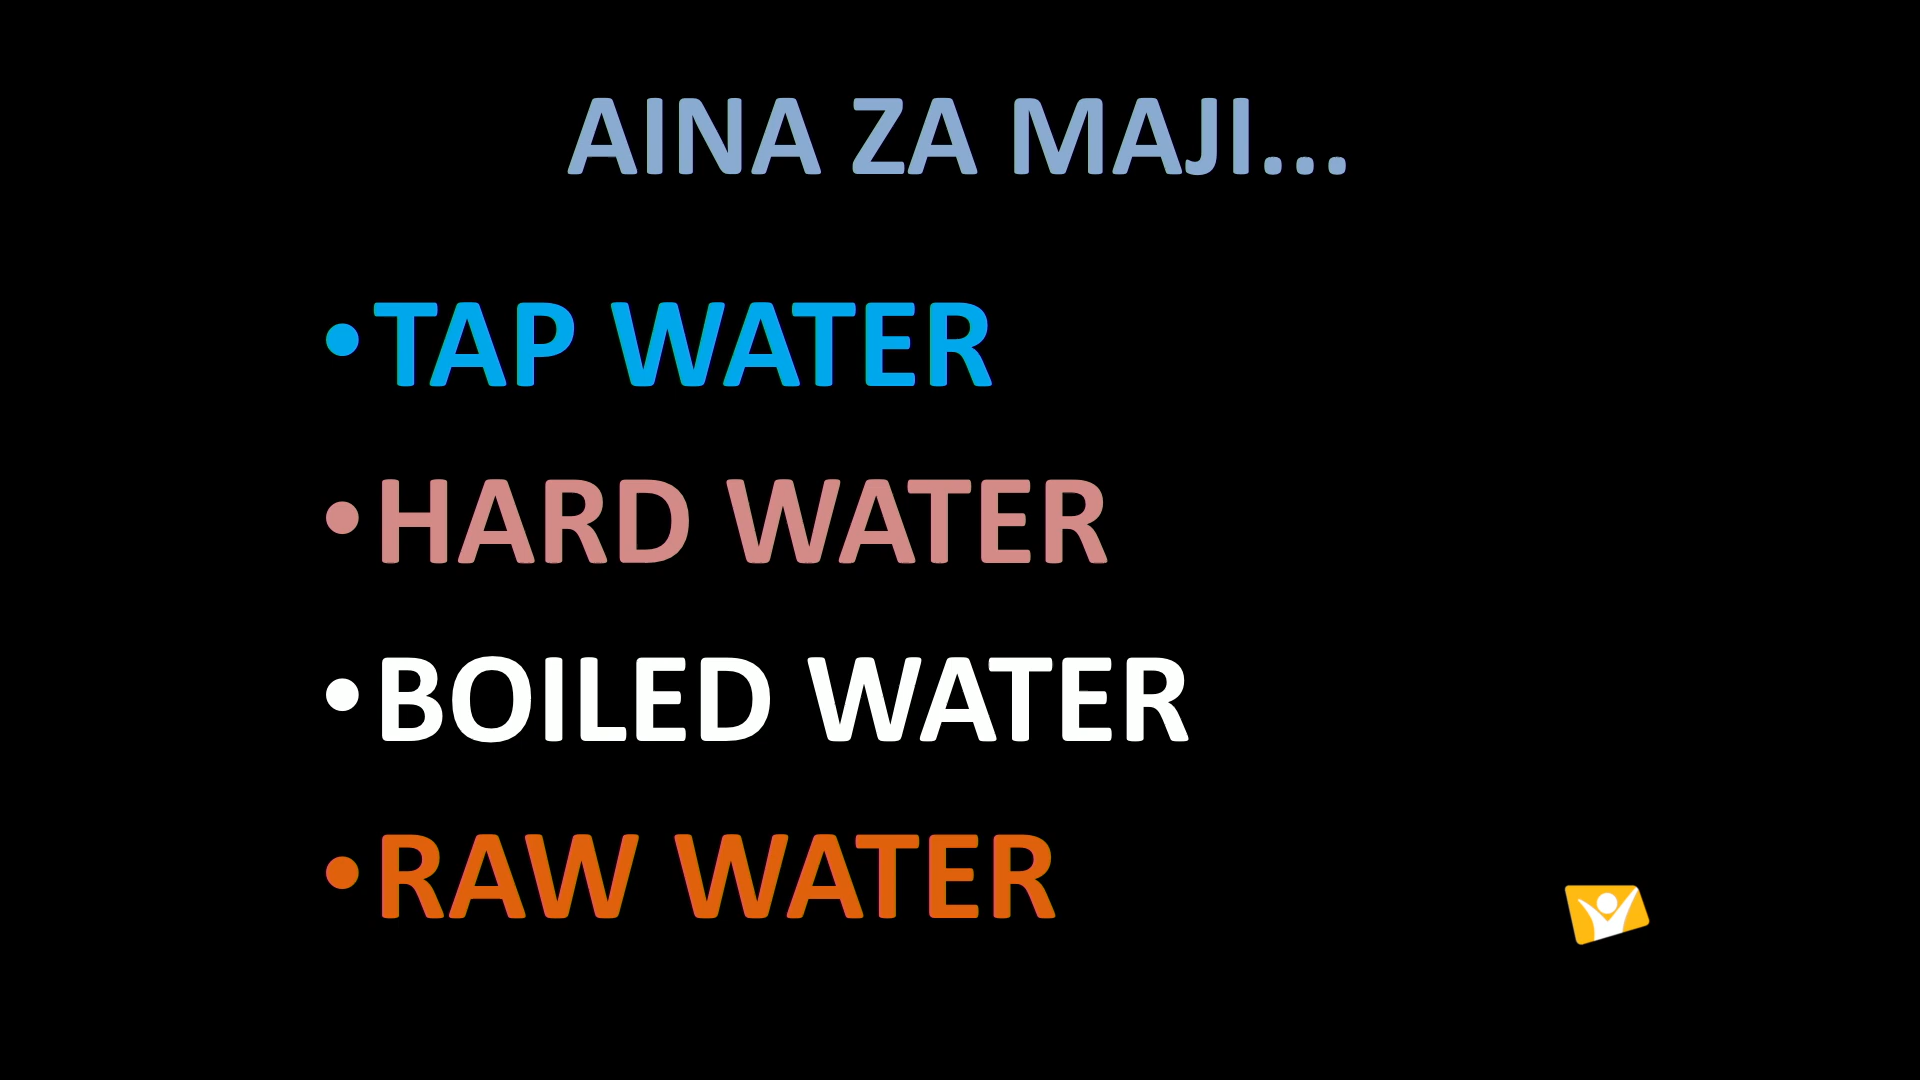 AINA ZA MAJI...
•TAP WATER
•HARD WATER
•BOILED WATER
•RAW WATER